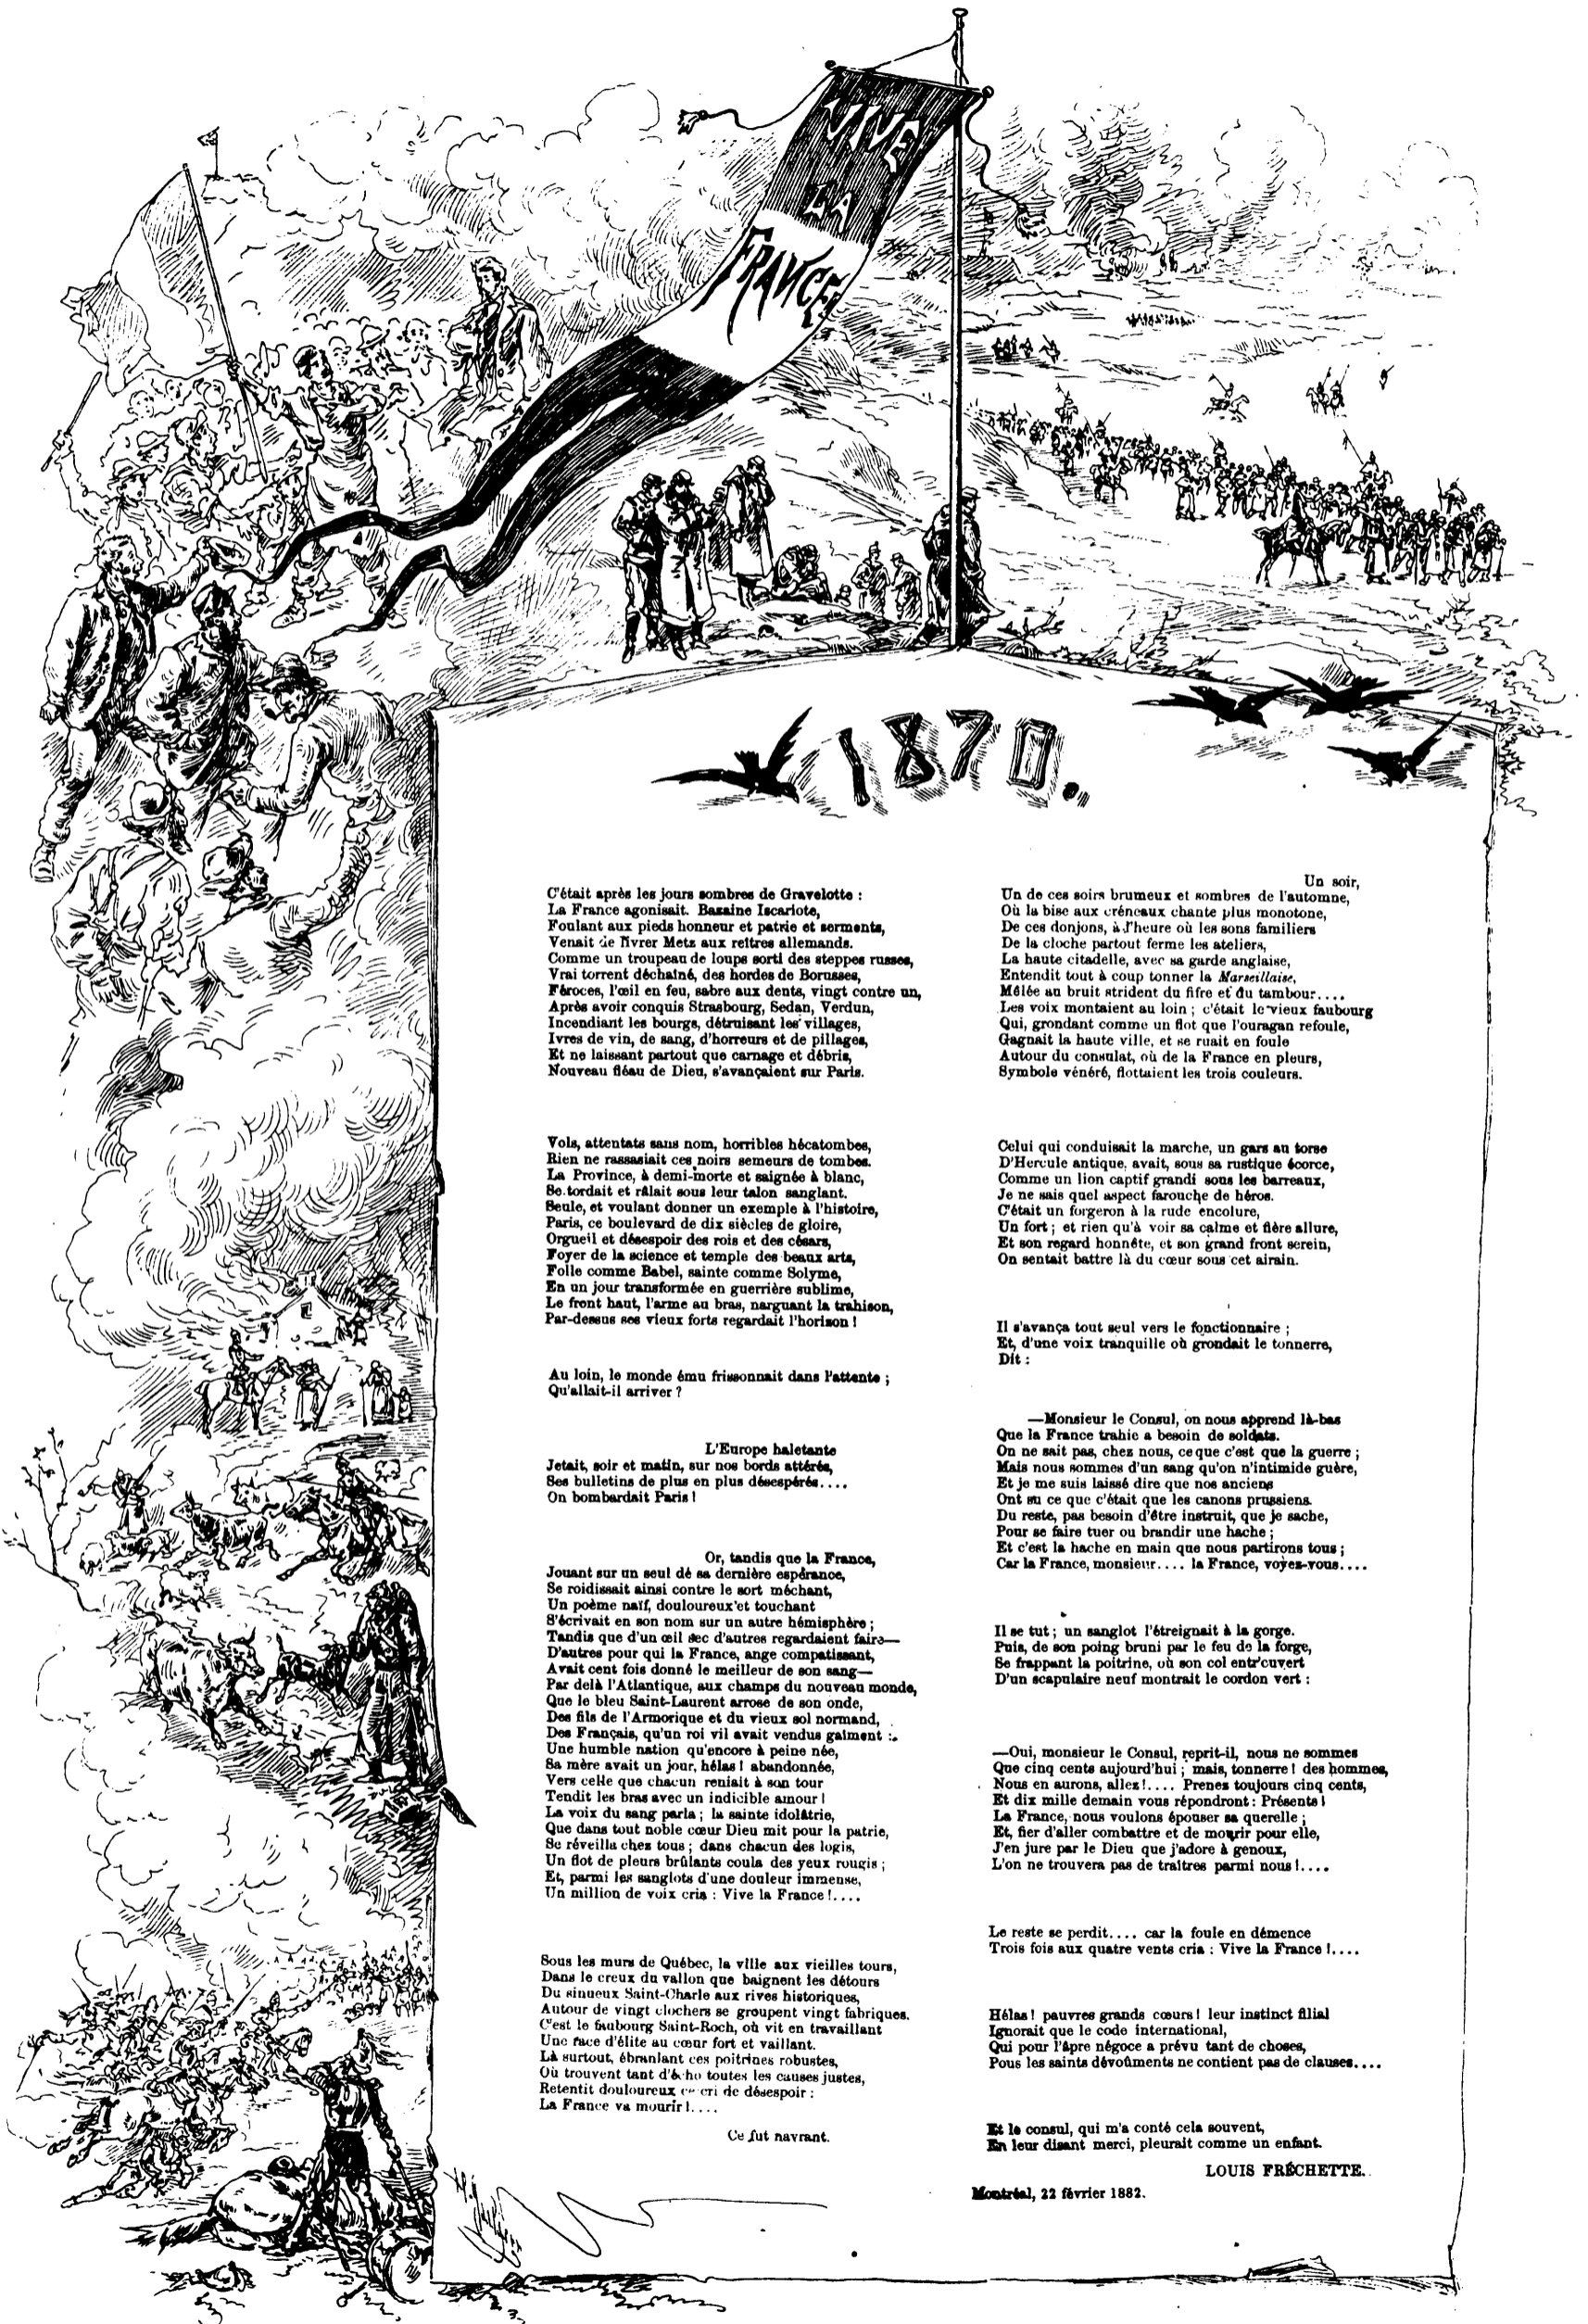 VIVE
LA
FRANCE
1870.
C'était après les jours sombres de Gravelotte :
La France agonisait. Bazaine Iscariote,
Foulant aux pieds honneur et patrie et serments,
Venait de livrer Metz aux reîtres allemands.
Comme un troupeau de loups sorti des steppes russes,
Vrai torrent déchaîné, des hordes de Borusses,
Féroces, l'œil en feu, sabre aux dents, vingt contre un,
Après avoir conquis Strasbourg, Sedan, Verdun,
Incendiant les bourgs, détruisant les villages,
Ivres de vin, de sang, d'horreurs et de pillages,
Et ne laissant partout que carnage et débris,
Nouveau fléau de Dieu, s'avançaient sur Paris.
Vols, attentats sans nom, horribles hécatombes,
Rien ne rassasiait ces noirs semeurs de tombes.
La Province, à demi-morte et saignée à blanc,
Se tordait et râlait sous leur talon sanglant.
Seule, et voulant donner un exemple à l'histoire,
Paris, ce boulevard de dix siècles de gloire,
Orgueil et désespoir des rois et des césars,
Foyer de la science et temple des beaux arts,
Folle comme Babel, sainte comme Solyme,
En un jour transformée en guerrière sublime,
Le front haut, l'arme au bras, narguant la trahison,
Par-dessus ses vieux forts regardait l'horison !
Au loin, le monde ému frissonnait dans l'attente ;
Qu'allait-il arriver ?
L'Europe haletante
Jetait, soir et matin, sur nos bords attérés,
Ses bulletins de plus en plus désespérés....
On bombardait Paris !
Or, tandis que la France,
Jouant sur un seul dé sa dernière espérance,
Se roidissait ainsi contre le sort méchant,
Un poème naïf, douloureux et touchant
S'écrivait en son nom sur un autre hémisphère ;
Tandis que d'un œil sec d'autres regardaient faire—
D'autres pour qui la France, ange compatissant,
Avait cent fois donné le meilleur de son sang—
Par delà l'Atlantique, aux champs du nouveau monde,
Que le bleu Saint-Laurent arrose de son onde,
Des fils de l'Armorique et du vieux sol normand,
Des Français, qu'un roi vil avait vendus gaîment :
Une humble nation qu'encore à peine née,
Sa mère avait un jour, hélas ! abandonnée,
Vers celle que chacun reniait à son tour
Tendit les bras avec un indicible amour !
La voix du sang parla ; la sainte idolâtrie,
Que dans tout noble cœur Dieu mit pour la patrie,
Se réveilla chez tous ; dans chacun des logis,
Un flot de pleurs brûlants coula des yeux rougis ;
Et, parmi les sanglots d'une douleur immense,
Un million de voix cria : Vive la France !....
Sous les murs de Québec, la ville aux vieilles tours,
Dans le creux du vallon que baignent les détours
Du sinueux Saint-Charle aux rives historiques,
Autour de vingt clochers se groupent vingt fabriques.
C'est le faubourg Saint-Roch, où vit en travaillant
Une race d'élite au cœur fort et vaillant.
Là surtout, ébranlant ces poitrines robustes,
Où trouvent tant d'écho toutes les causes justes,
Retentit douloureux ce cri de désespoir :
La France va mourir !....
Ce fut navrant.
Un soir,
Un de ces soirs brumeux et sombres de l'automne,
Où la bise aux créneaux chante plus monotone,
De ces donjons, à l'heure où les sons familiers
De la cloche partout ferme les ateliers,
La haute citadelle, avec sa garde anglaise,
Entendit tout à coup tonner la Marseillaise,
Mêlée au bruit strident du fifre et du tambour....
Les voix montaient au loin ; c'était le vieux faubourg
Qui, grondant comme un flot que l'ouragan refoule,
Gagnait la haute ville, et se ruait en foule
Autour du consulat, où de la France en pleurs,
Symbole vénéré, flottaient les trois couleurs.
Celui qui conduisait la marche, un gars au torse
D'Hercule antique, avait, sous sa rustique écorce,
Comme un lion captif grandi sous les barreaux,
Je ne sais quel aspect farouche de héros.
C'était un forgeron à la rude encolure,
Un fort ; et rien qu'à voir sa calme et fière allure,
Et son regard honnête, et son grand front serein,
On sentait battre là du cœur sous cet airain.
Il s'avança tout seul vers le fonctionnaire ;
Et, d'une voix tranquille où grondait le tonnerre,
Dit :
—Monsieur le Consul, on nous apprend là-bas
Que la France trahie a besoin de soldats.
On ne sait pas, chez nous, ce que c'est que la guerre ;
Mais nous sommes d'un sang qu'on n'intimide guère,
Et je me suis laissé dire que nos anciens
Ont su ce que c'était que les canons prussiens.
Du reste, pas besoin d'être instruit, que je sache,
Pour se faire tuer ou brandir une hache ;
Et c'est la hache en main que nous partirons tous ;
Car la France, monsieur.... la France, voyez-vous....
Il se tut ; un sanglot l'étreignait à la gorge.
Puis, de son poing bruni par le feu de la forge,
Se frappant la poitrine, où son col entr'ouvert
D'un scapulaire neuf montrait le cordon vert :
—Oui, monsieur le Consul, reprit-il, nous ne sommes
Que cinq cents aujourd'hui ; mais, tonnerre ! des hommes,
Nous en aurons, allez !.... Prenez toujours cinq cents,
Et dix mille demain vous répondront : Présents !
La France, nous voulons épouser sa querelle ;
Et, fier d'aller combattre et de mourir pour elle,
J'en jure par le Dieu que j'adore à genoux,
L'on ne trouvera pas de traîtres parmi nous !....
Le reste se perdit.... car la foule en démence
Trois fois aux quatre vents cria : Vive la France !....
Hélas ! pauvres grands cœurs ! leur instinct filial
Ignorait que le code international,
Qui pour l'âpre négoce a prévu tant de choses,
Pous les saints dévoûments ne contient pas de clauses....
Et le consul, qui m'a conté cela souvent,
En leur disant merci, pleurait comme un enfant.
LOUIS FRÉCHETTE.
Montréal, 22 février 1882.